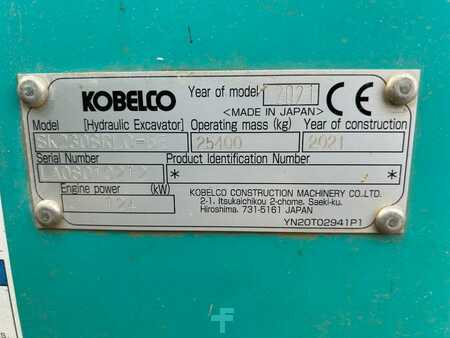 KOBELCO Year of model 2021 CE
<MADE IN JAPAN>
Model [Hydraulic Excavator] Operating mass (kg) Year of construction
25400 2021
Serial Number Product Identification Number
* *
Engine power (kW)
124
KOBELCO CONSTRUCTION MACHINERY CO.,LTD.
2-1, Itsukaichikou 2-chome, Saeki-ku,
Hiroshima 731-5161 JAPAN
YN20T02941P1